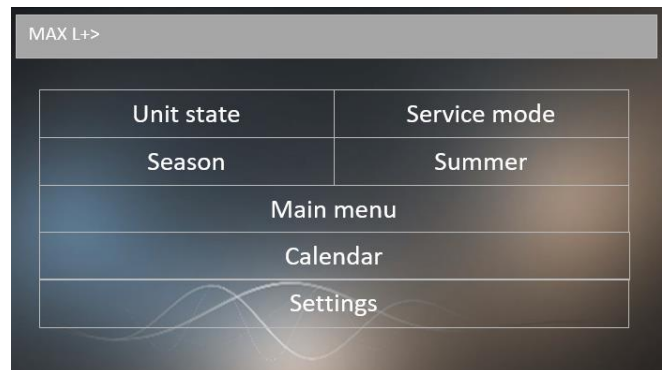 MAX L+>
Unit state Service mode
Season Summer
Main menu
Calendar
Settings